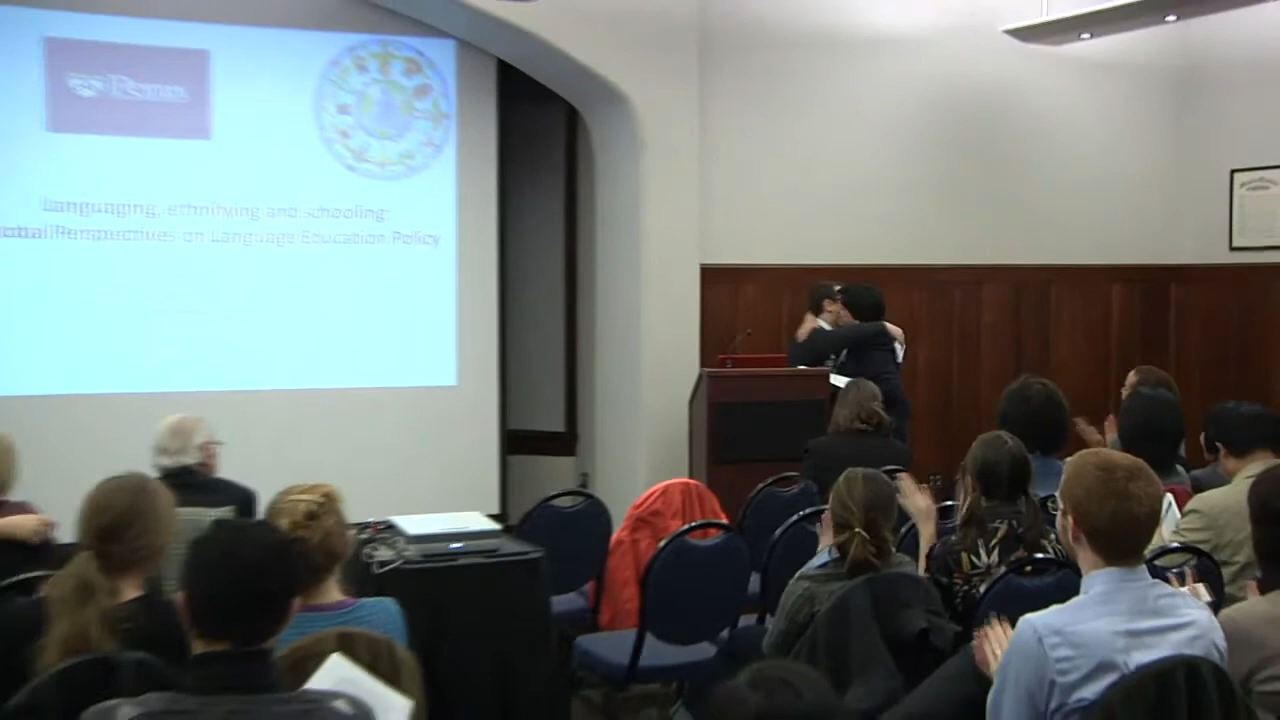 Penn
Languaging, ethnifying and schooling:
Perspectives on Language Education Policy